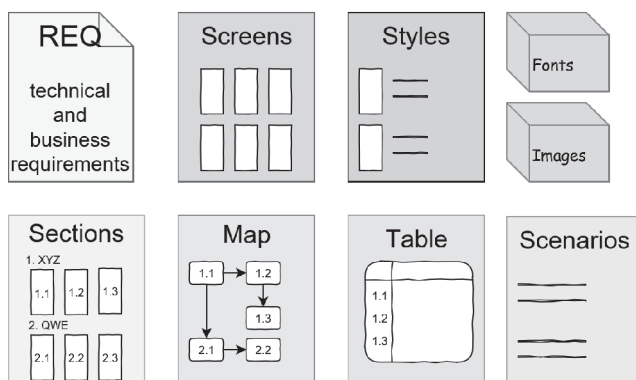 REQ
technical
and
business
requirements
Screens
Styles
Fonts
Images
Sections
1. XYZ
1.1 1.2 1.3
2. QWE
2.1 2.2 2.3
Map
1.1 1.2
1.3
2.1 2.2
Table
1.1
1.2
1.3
Scenarios